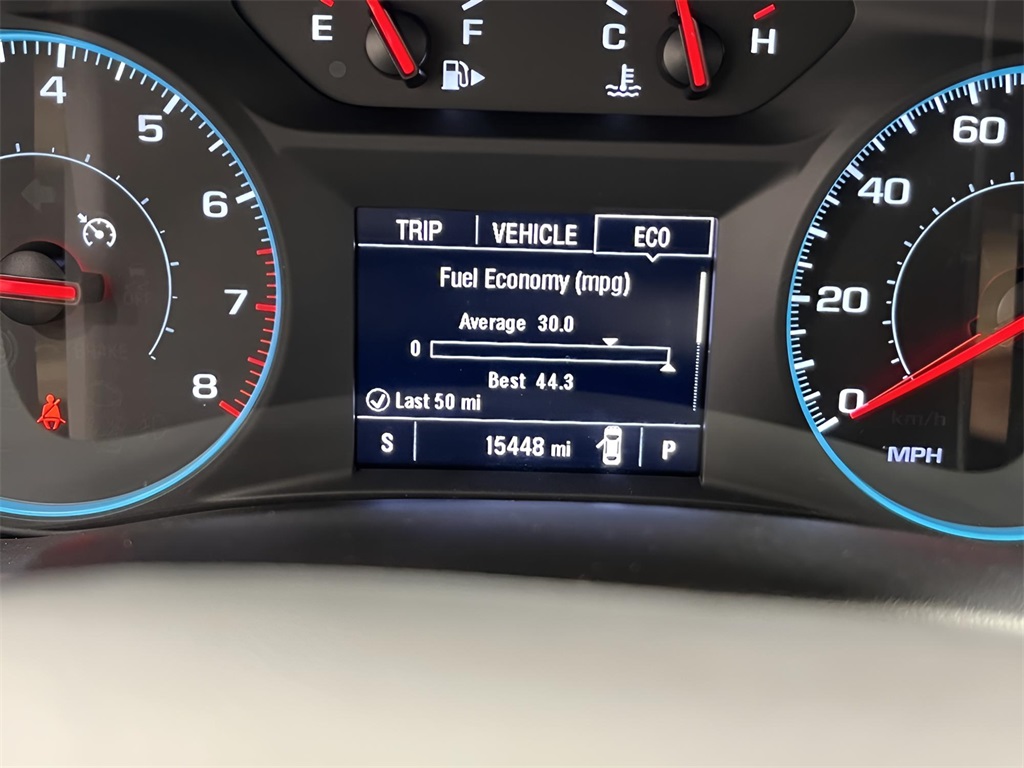 E F C H
4
5
6
7
8
TRIP VEHICLE ECO
Fuel Economy (mpg)
Average 30.0
0
Best 44.3
Last 50 mi
S 15448 mi P
60
40
20
0
km/h
MPH